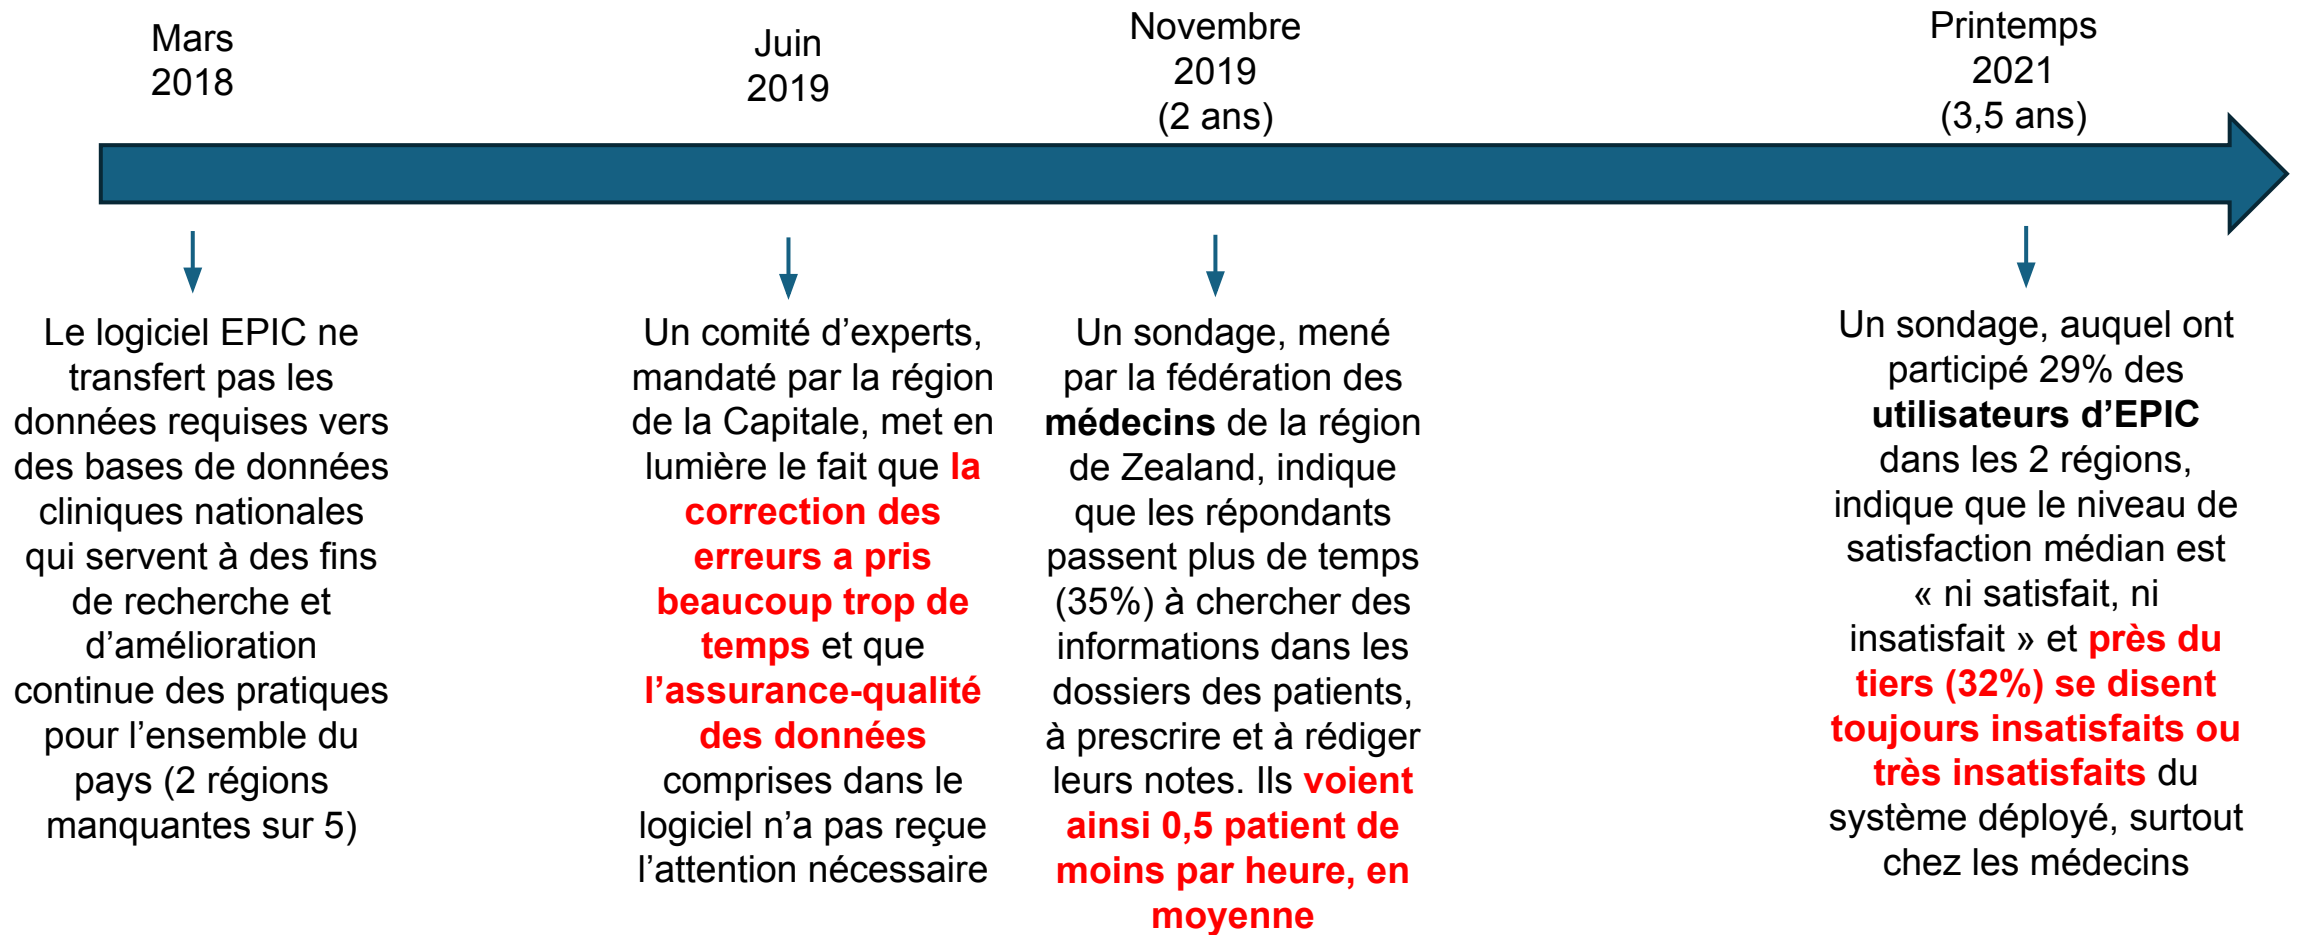 Mars
2018
Le logiciel EPIC ne
transfert pas les
données requises vers
des bases de données
cliniques nationales
qui servent à des fins
de recherche et
d’amélioration
continue des pratiques
pour l’ensemble du
pays (2 régions
manquantes sur 5)
Juin
2019
Un comité d’experts,
mandaté par la région
de la Capitale, met en
lumière le fait que la
correction des
erreurs a pris
beaucoup trop de
temps et que
l’assurance-qualité
des données
comprises dans le
logiciel n’a pas reçue
l’attention nécessaire
Novembre
2019
(2 ans)
Un sondage, mené
par la fédération des
médecins de la région
de Zealand, indique
que les répondants
passent plus de temps
(35%) à chercher des
informations dans les
dossiers des patients,
à prescrire et à rédiger
leurs notes. Ils voient
ainsi 0,5 patient de
moins par heure, en
moyenne
Printemps
2021
(3,5 ans)
Un sondage, auquel ont
participé 29% des
utilisateurs d’EPIC
dans les 2 régions,
indique que le niveau de
satisfaction médian est
« ni satisfait, ni
insatisfait » et près du
tiers (32%) se disent
toujours insatisfaits ou
très insatisfaits du
système déployé, surtout
chez les médecins